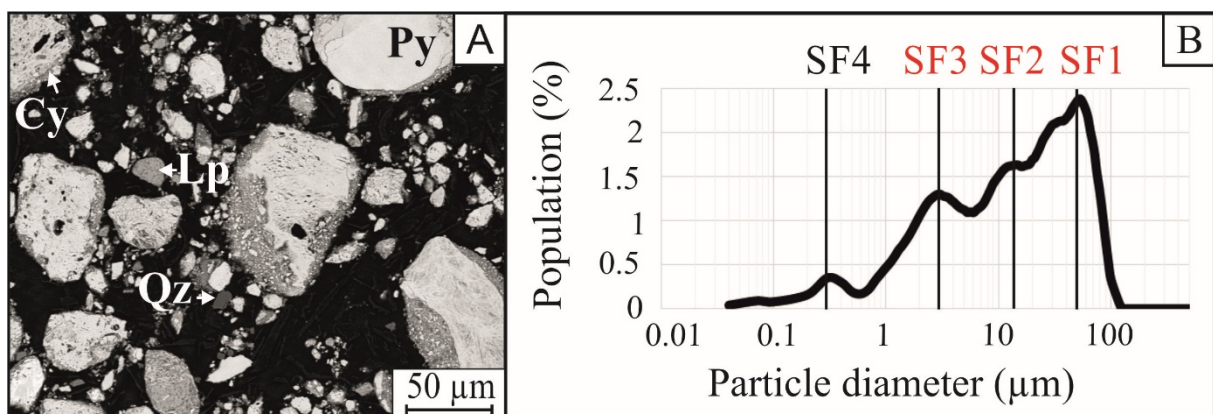 A
Py
Cy
Lp
Qz
50 µm
B
SF4 SF3 SF2 SF1
Population (%)
2.5
2
1.5
1
0.5
0
0.01 0.1 1 10 100
Particle diameter (µm)